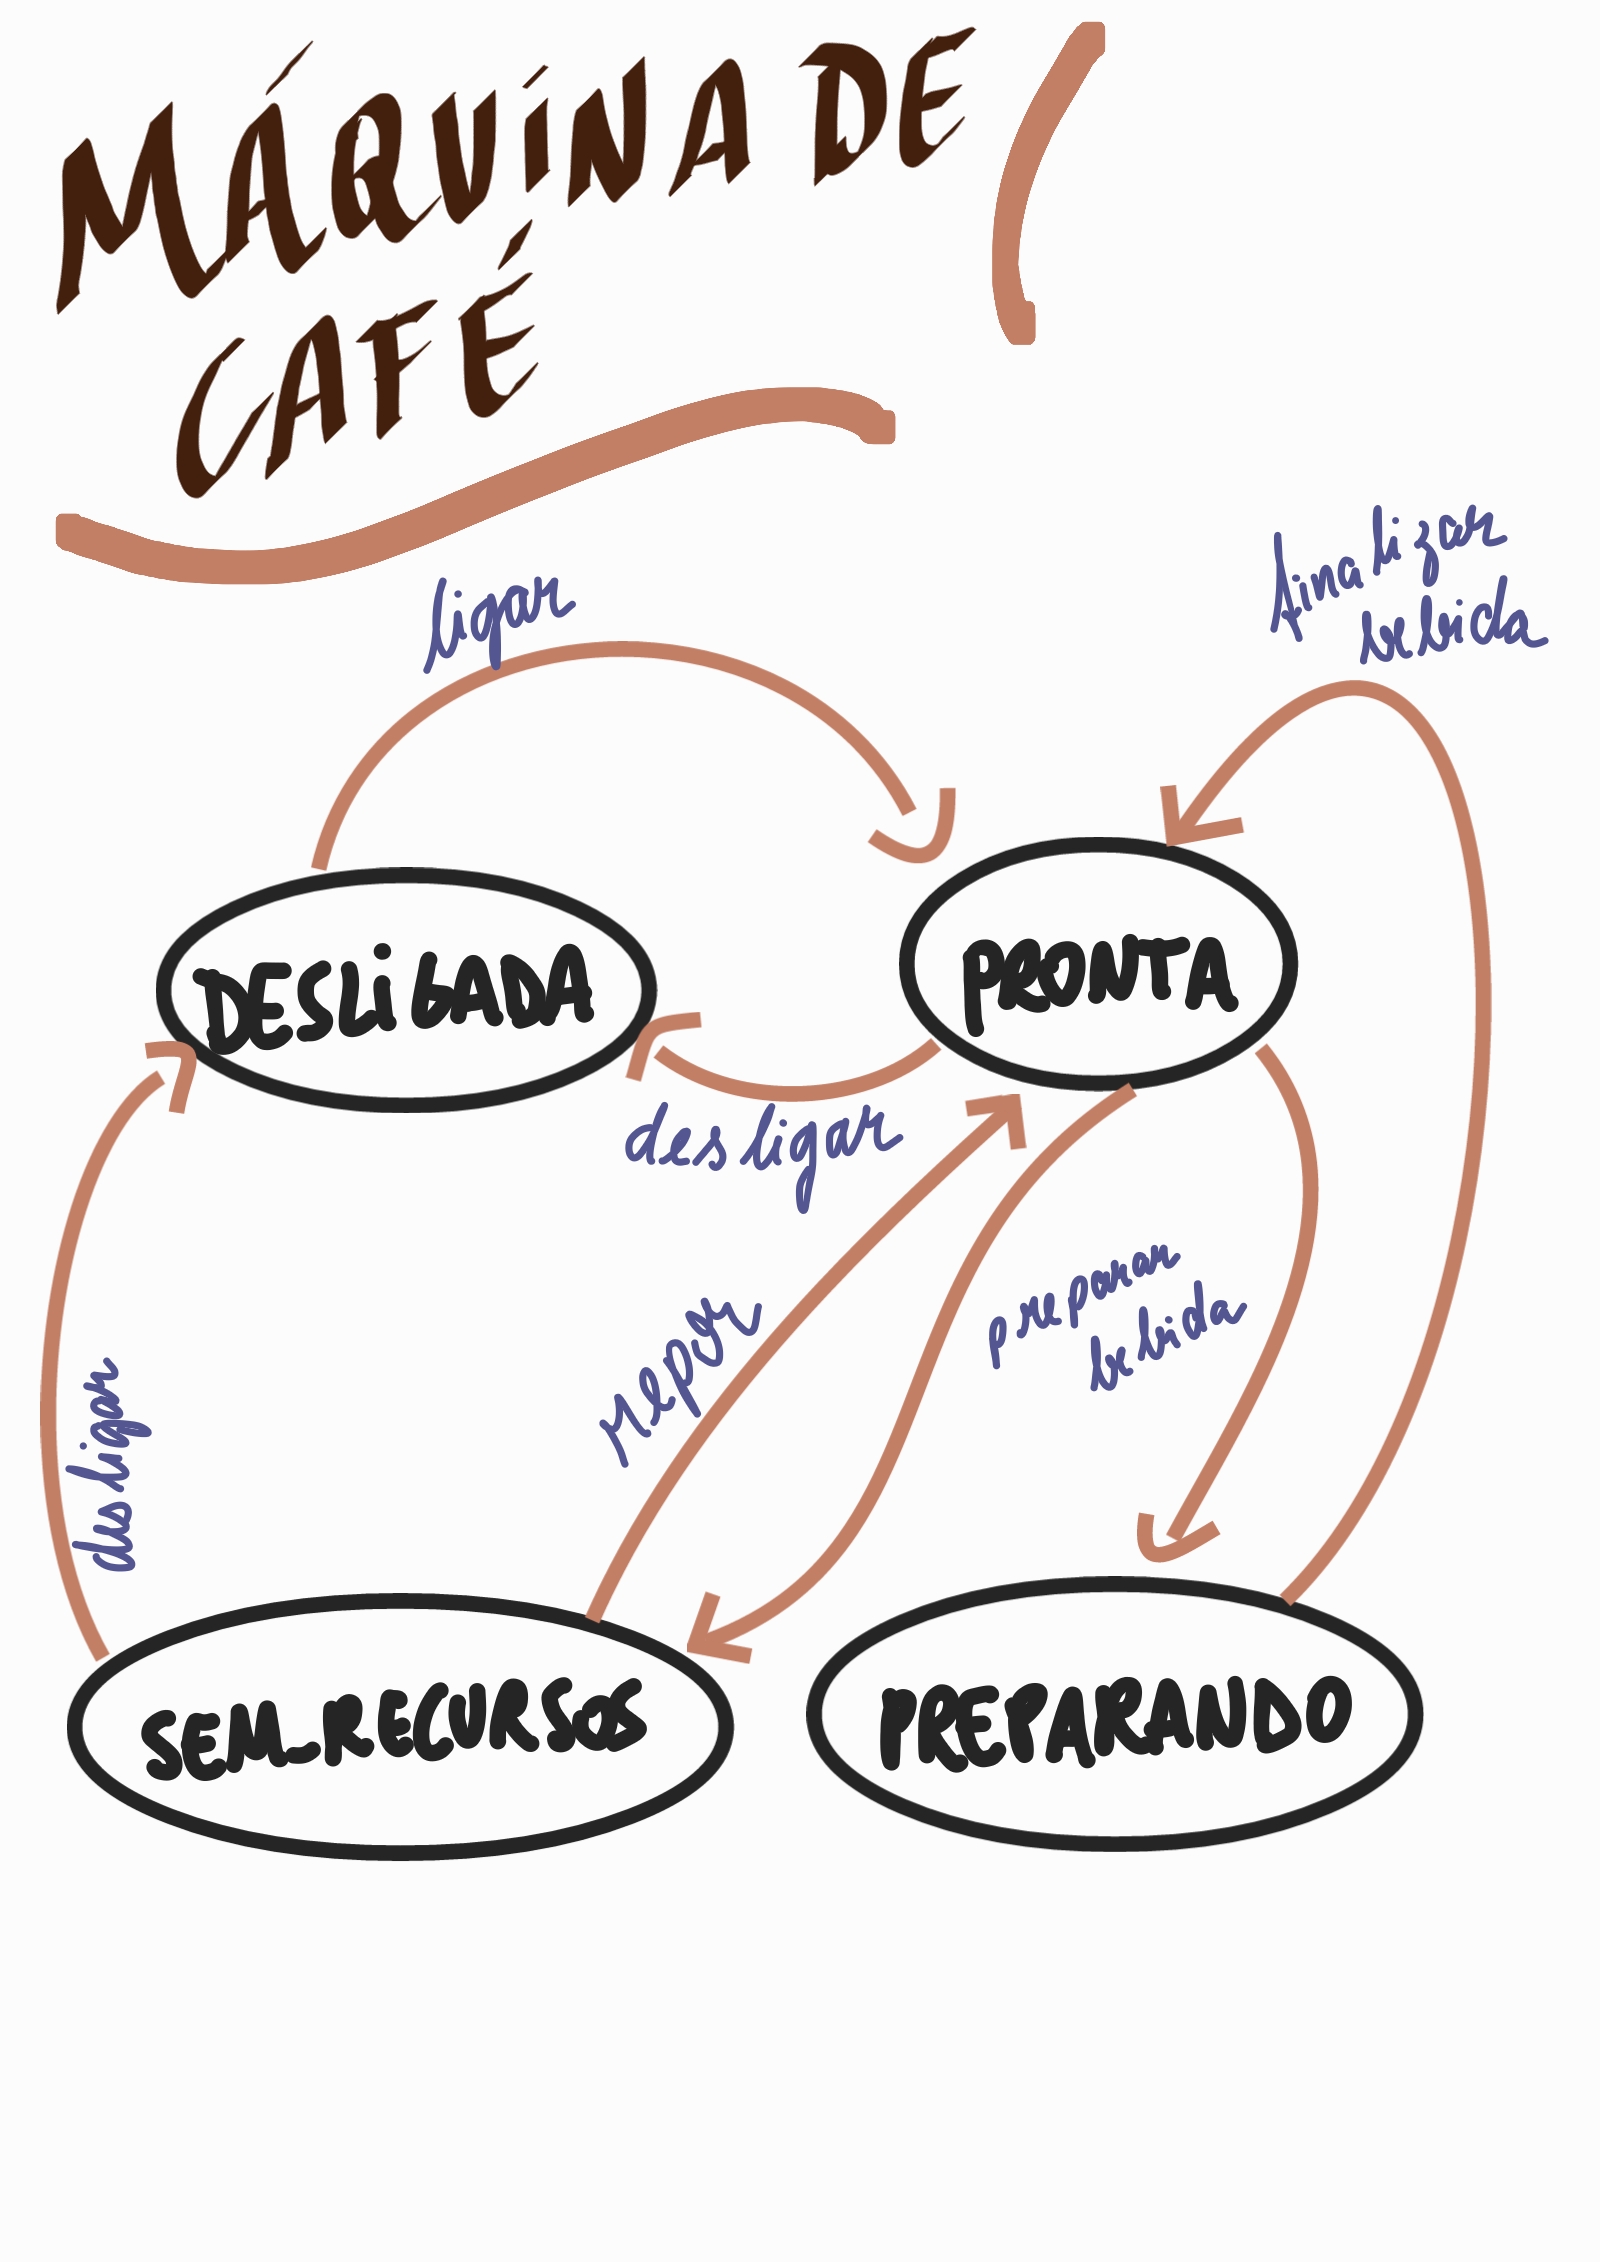 MÁQUINA DE
CAFÉ
ligar
finalizar
bebida
DESLIGADA
PRONTA
desligar
repor
preparar
bebida
desligar
SEM_RECURSOS
PREPARANDO